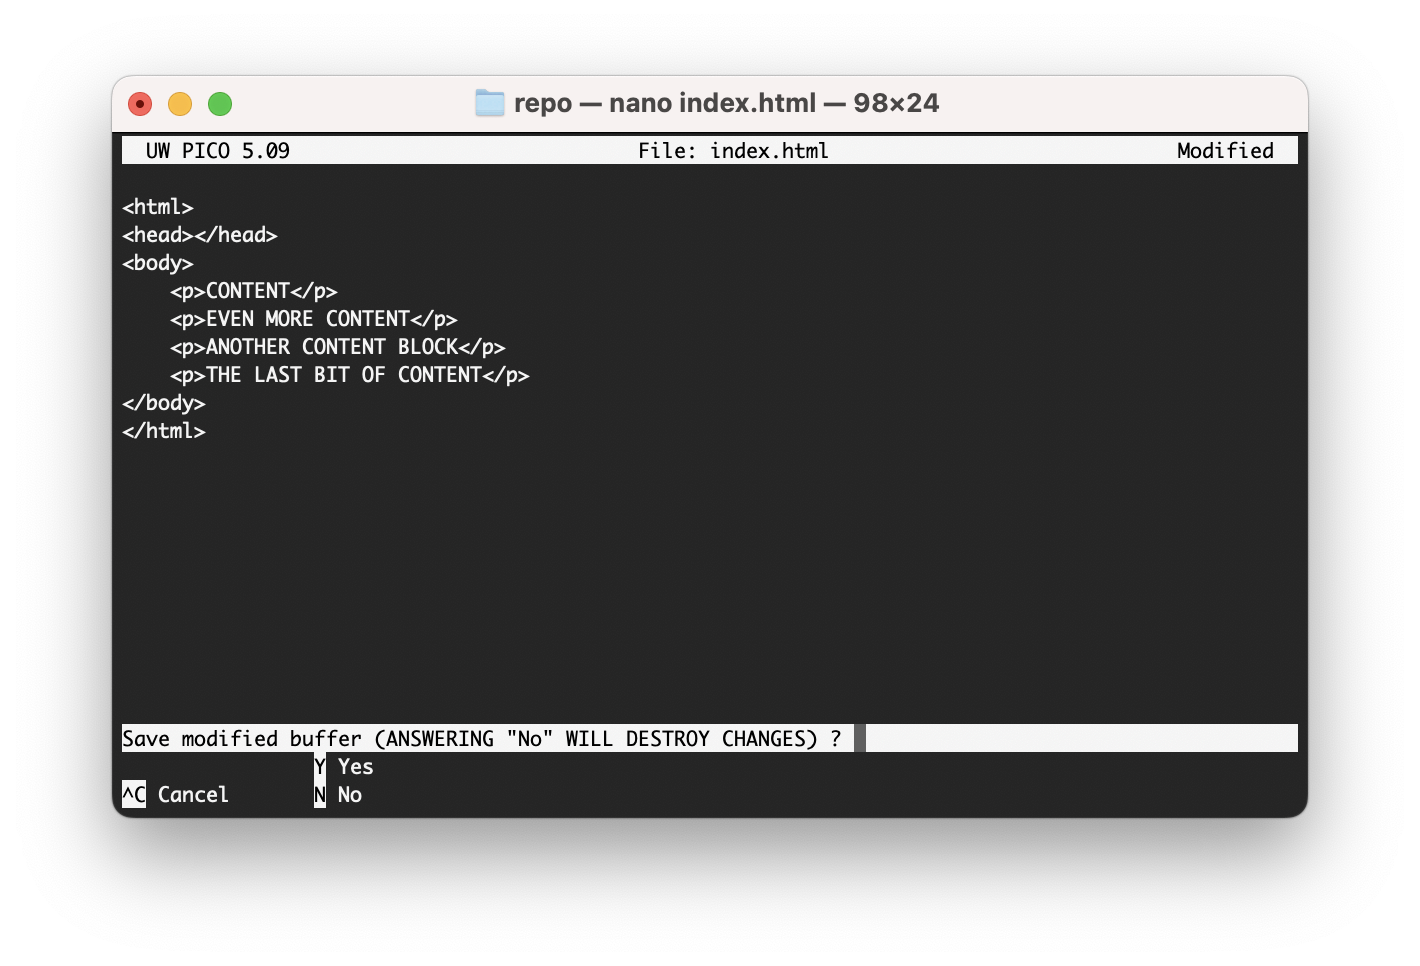 repo — nano index.html — 98×24
UW PICO 5.09 File: index.html Modified
<html>
<head></head>
<body>
    <p>CONTENT</p>
    <p>EVEN MORE CONTENT</p>
    <p>ANOTHER CONTENT BLOCK</p>
    <p>THE LAST BIT OF CONTENT</p>
</body>
</html>
Save modified buffer (ANSWERING "No" WILL DESTROY CHANGES) ?
Y Yes
^C Cancel N No